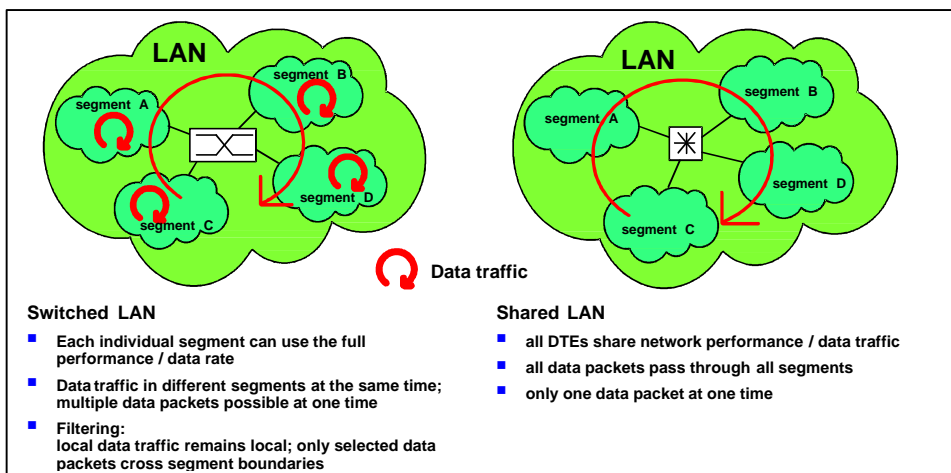 LAN
segment B
segment A
segment D
segment C
LAN
segment B
segment A
segment D
segment C
Data traffic
Switched LAN
Each individual segment can use the full
performance / data rate
Data traffic in different segments at the same time;
multiple data packets possible at one time
Filtering:
local data traffic remains local; only selected data
packets cross segment boundaries
Shared LAN
all DTEs share network performance / data traffic
all data packets pass through all segments
only one data packet at one time